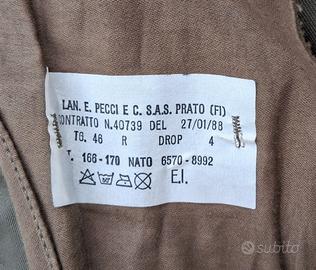 LAN. E. PECCI E C. S.A.S. PRATO (FI)
CONTRATTO N.40739 DEL 27/01/88
TG. 46 R DROP 4
T. 166-170 NATO 6570-8992
E.I.
subito